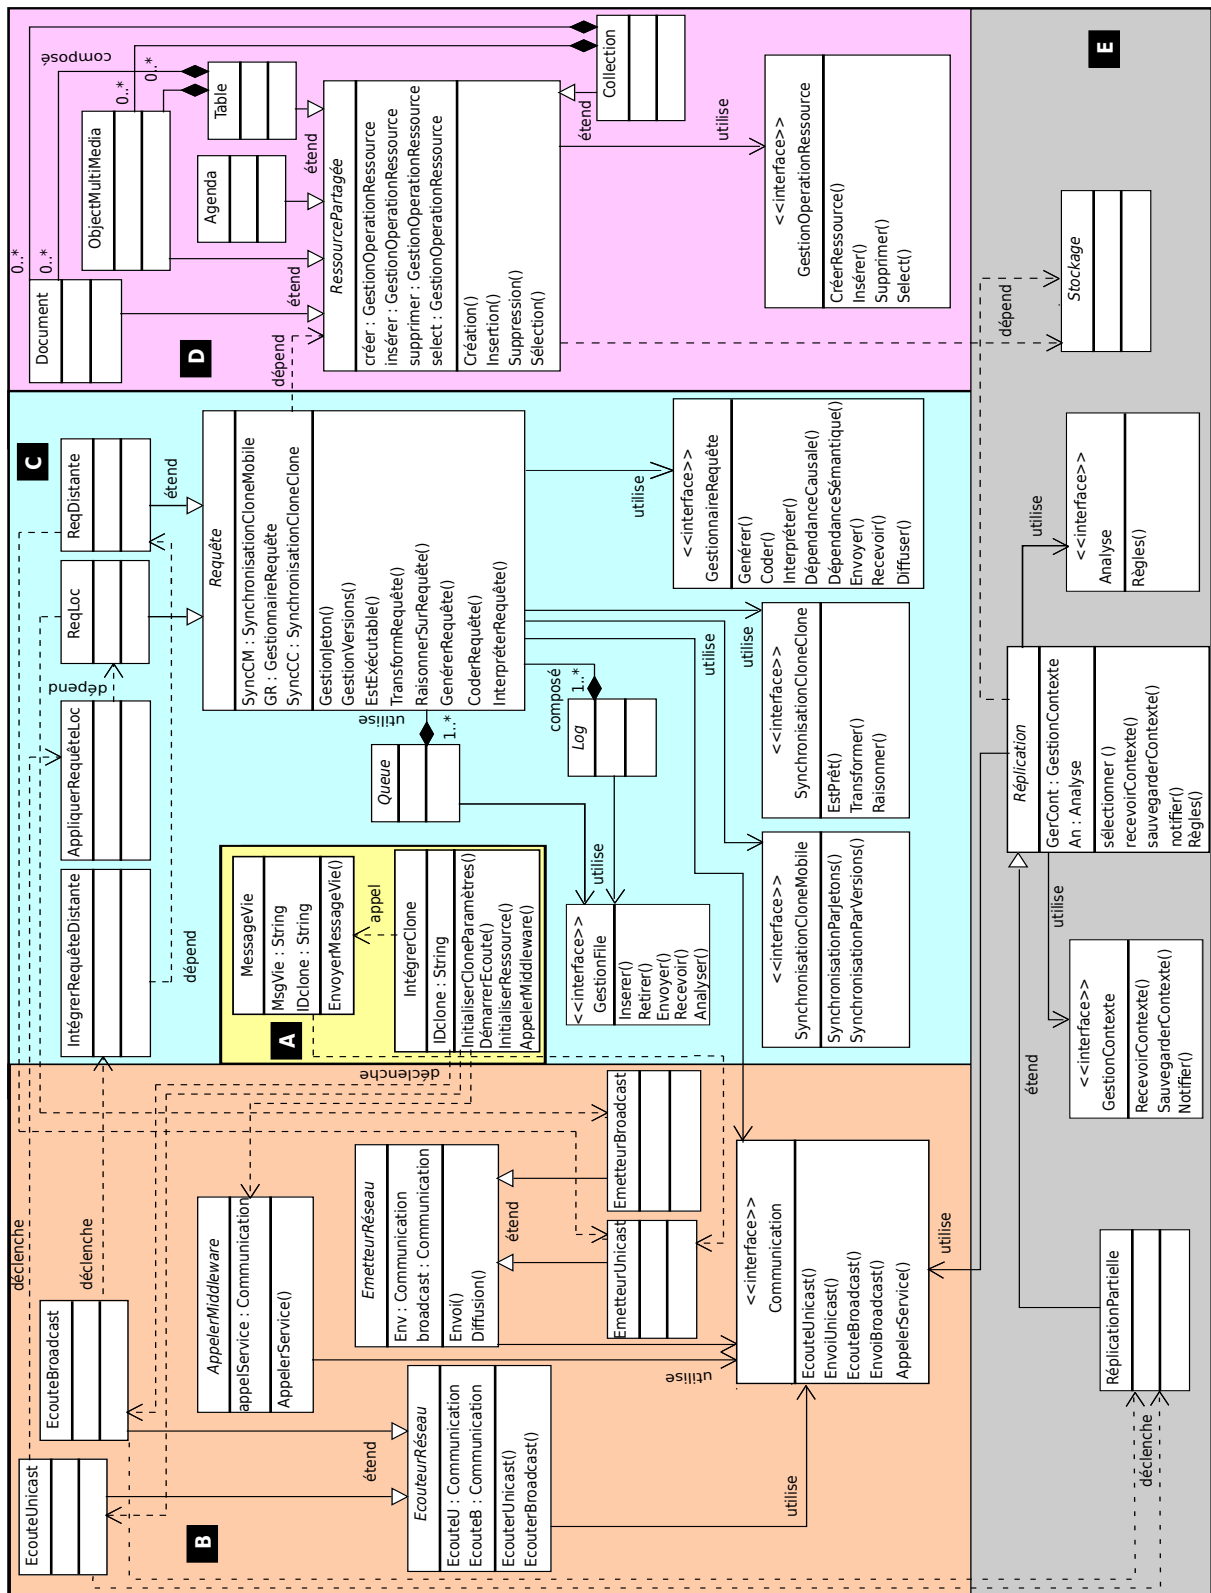 B
EcouteUnicast
EcouteBroadcast
déclenche
déclenche
AppelerMiddleware
appelService : Communication
AppelerService()
EcouteurRéseau
EcouteU : Communication
EcouteB : Communication
EcouterUnicast()
EcouterBroadcast()
étend
EmetteurRéseau
Env : Communication
broadcast : Communication
Envoi()
Diffusion()
étend
EmetteurUnicast
EmetteurBroadcast
déclenche
utilise
utilise
<<interface>>
Communication
EcouteUnicast()
EnvoiUnicast()
EcouteBroadcast()
EnvoiBroadcast()
AppelerService()
utilise
A
MessageVie
MsgVie : String
IDclone : String
EnvoyerMessageVie()
appel
IntégrerClone
IDclone : String
InitialiserCloneParamètres()
DémarrerEcoute()
InitialiserRessource()
AppelerMiddleware()
C
IntégrerRequêteDistante
AppliquerRequêteLoc
ReqLoc
ReqDistante
dépend
dépend
étend
Requête
SyncCM : SynchronisationCloneMobile
GR : GestionnaireRequête
SyncCC : SynchronisationCloneClone
GestionJeton()
GestionVersions()
EstExécutable()
TransformRequête()
RaisonnerSurRequête()
GenérerRequête()
CoderRequête()
InterpréterRequête()
utilise
1..*
Queue
composé
1..*
Log
utilise
<<interface>>
GestionFile
Inserer()
Retirer()
Envoyer()
Recevoir()
Analyser()
utilise
<<interface>>
GestionnaireRequête
Genérer()
Coder()
Interpréter()
DépendanceCausale()
DépendanceSémantique()
Envoyer()
Recevoir()
Diffuser()
utilise
utilise
<<interface>>
SynchronisationCloneClone
EstPrêt()
Transformer()
Raisonner()
<<interface>>
SynchronisationCloneMobile
SynchronisationParJetons()
SynchronisationParVersions()
D
Document
ObjectMultiMedia
Agenda
Table
Collection
0..*
0..*
0..*
0..*
composé
étend
étend
étend
dépend
RessourcePartagée
créer : GestionOperationRessource
insérer : GestionOperationRessource
supprimer : GestionOperationRessource
select : GestionOperationRessource
Création()
Insertion()
Suppression()
Sélection()
utilise
<<interface>>
GestionOperationRessource
CréerRessource()
Insérer()
Supprimer()
Select()
E
dépend
Stockage
Réplication
GerCont : GestionContexte
An : Analyse
sélectionner ()
recevoirContexte()
sauvegarderContexte()
notifier()
Règles()
utilise
<<interface>>
Analyse
Règles()
utilise
<<interface>>
GestionContexte
RecevoirContexte()
SauvegarderContexte()
Notifier()
étend
RéplicationPartielle
déclenche